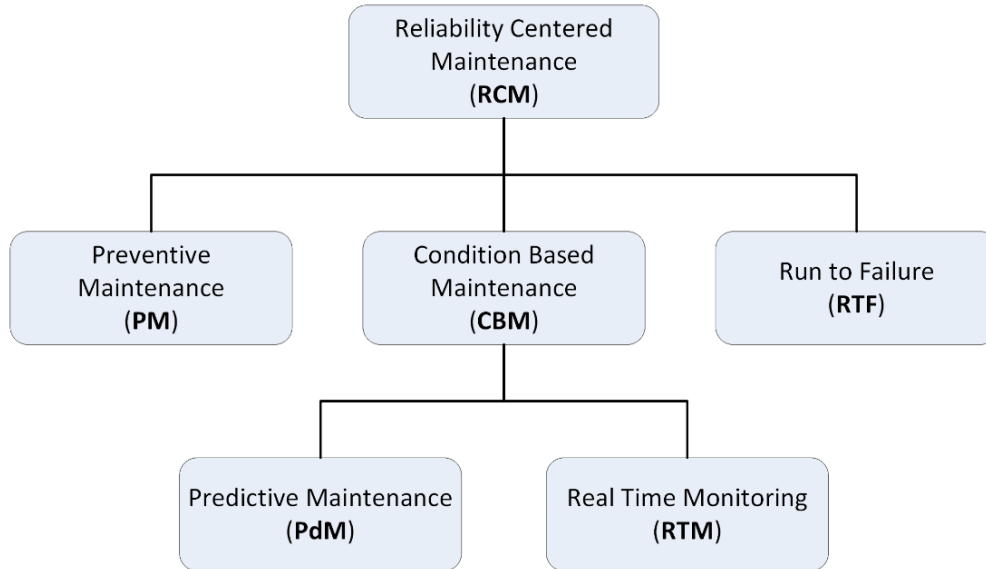 Reliability Centered
Maintenance
(RCM)
Preventive
Maintenance
(PM)
Condition Based
Maintenance
(CBM)
Run to Failure
(RTF)
Predictive Maintenance
(PdM)
Real Time Monitoring
(RTM)